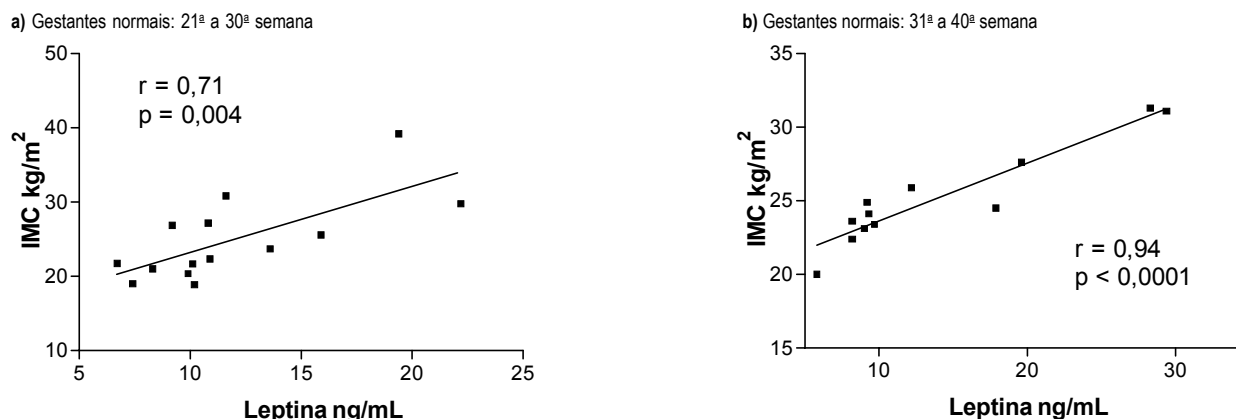 a) Gestantes normais: 21ª a 30ª semana
50
40
30
20
10
IMC kg/m²
r = 0,71
p = 0,004
5
10
15
20
25
Leptina ng/mL
b) Gestantes normais: 31ª a 40ª semana
35
30
25
20
15
IMC kg/m²
r = 0,94
p < 0,0001
10
20
30
Leptina ng/mL